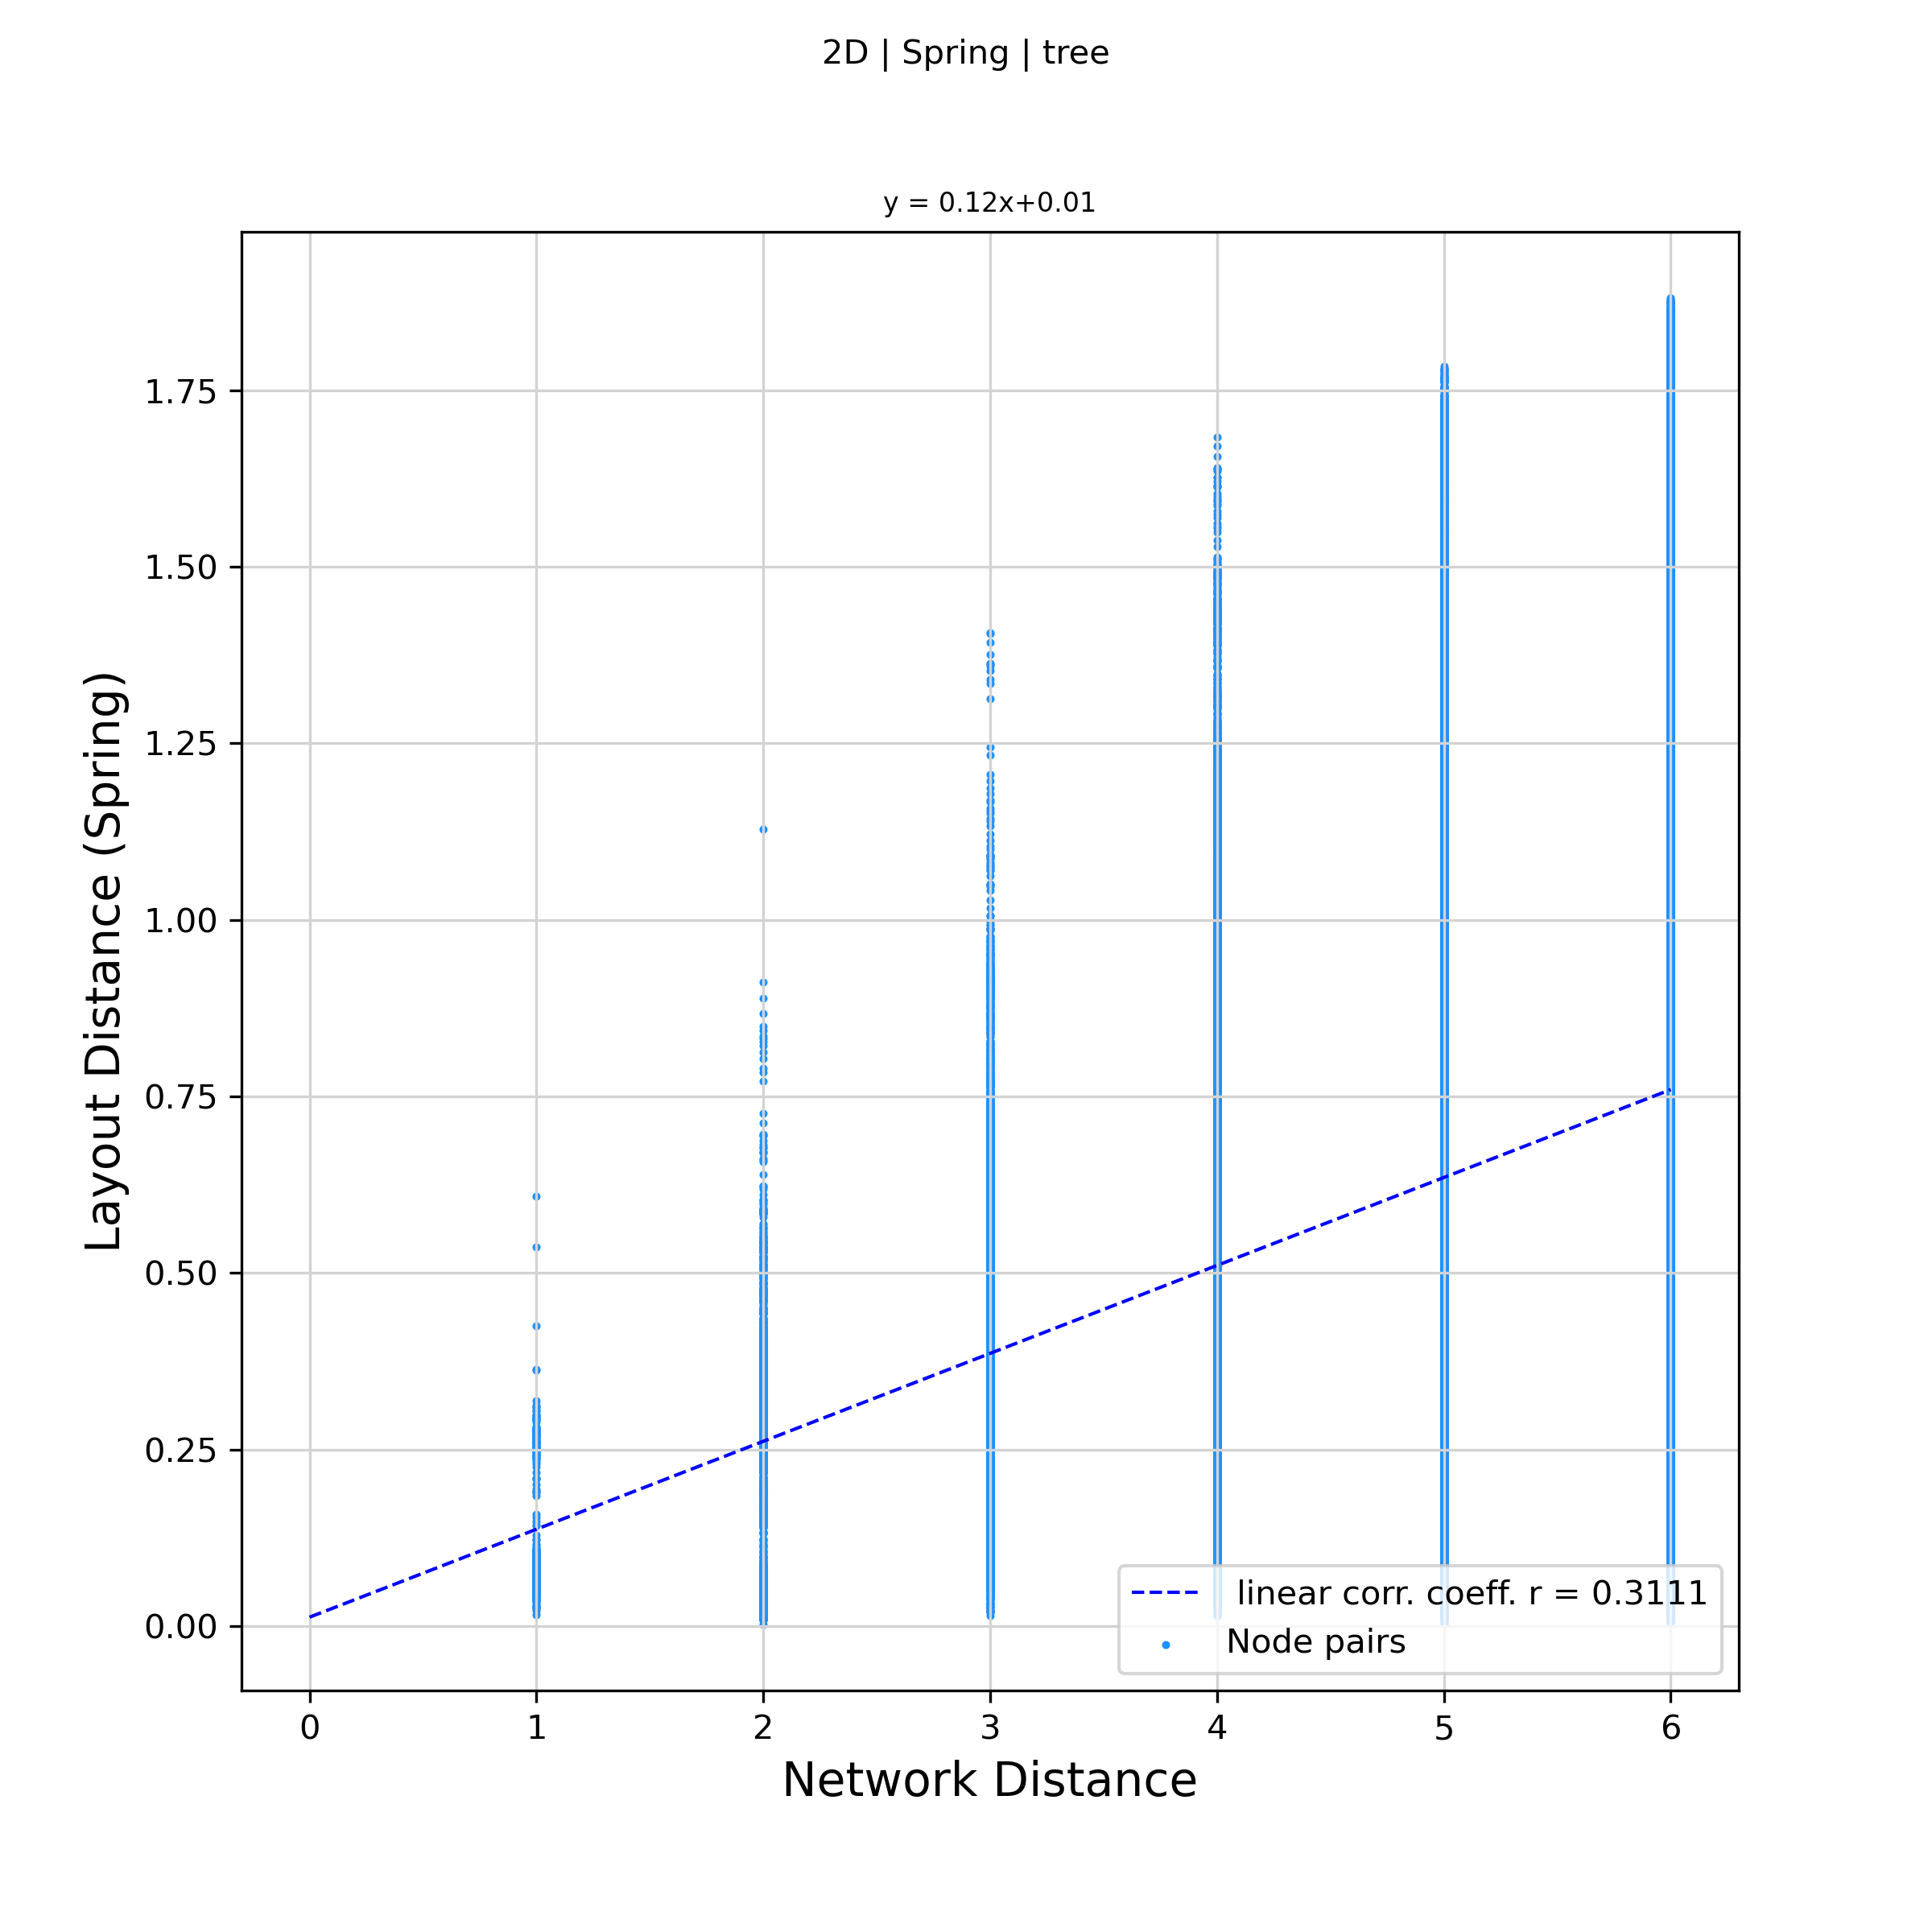 2D | Spring | tree
y = 0.12x+0.01
Layout Distance (Spring)
1.75
1.50
1.25
1.00
0.75
0.50
0.25
0.00
linear corr. coeff. r = 0.3111
Node pairs
0 1 2 3 4 5 6
Network Distance